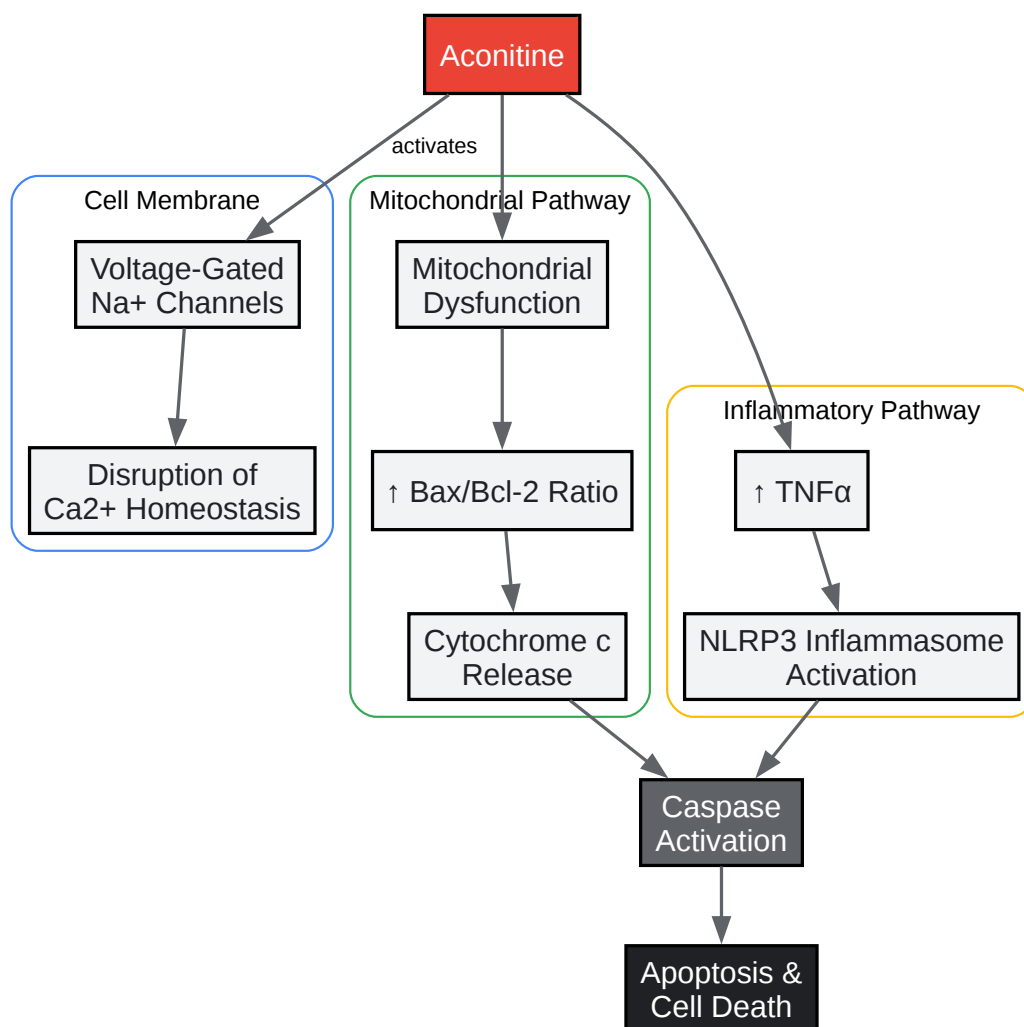 Aconitine
activates
Cell Membrane
Mitochondrial Pathway
Voltage-Gated
Na+ Channels
Mitochondrial
Dysfunction
Inflammatory Pathway
Disruption of
Ca2+ Homeostasis
↑ Bax/Bcl-2 Ratio
↑ TNFα
Cytochrome c
Release
NLRP3 Inflammasome
Activation
Caspase
Activation
Apoptosis &
Cell Death